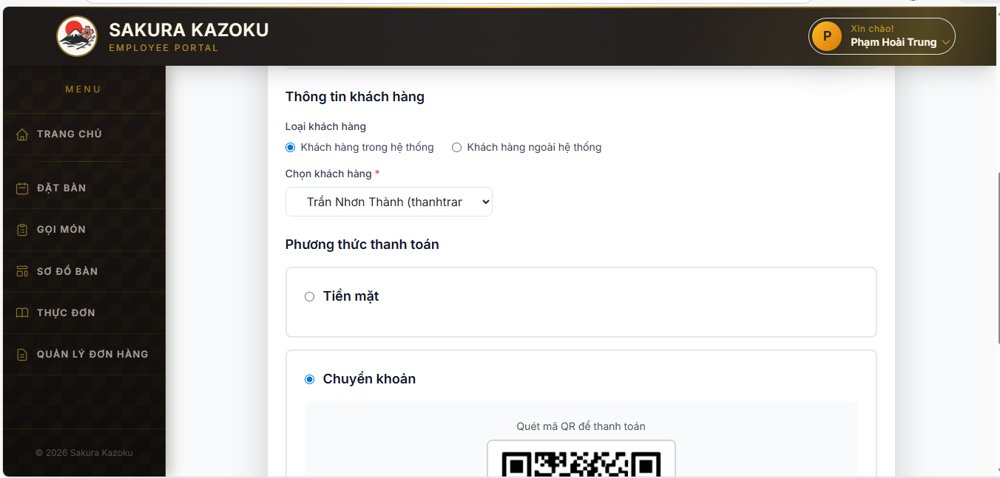 SAKURA KAZOKU
EMPLOYEE PORTAL
P
Xin chào!
Phạm Hoài Trung
MENU
TRANG CHỦ
ĐẶT BÀN
GỌI MÓN
SƠ ĐỒ BÀN
THỰC ĐƠN
QUẢN LÝ ĐƠN HÀNG
© 2026 Sakura Kazoku
Thông tin khách hàng
Loại khách hàng
Khách hàng trong hệ thống
Khách hàng ngoài hệ thống
Chọn khách hàng *
Trần Nhơn Thành (thanhtran
Phương thức thanh toán
Tiền mặt
Chuyển khoản
Quét mã QR để thanh toán